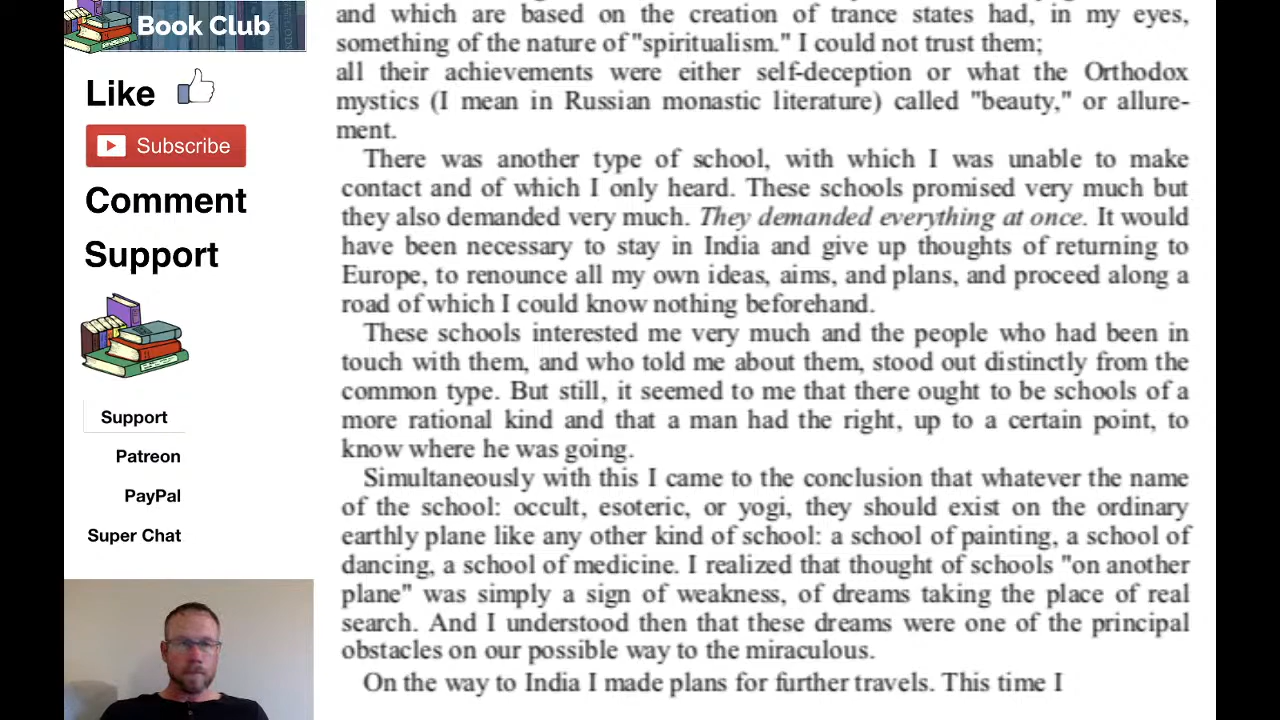 Book Club
Like
Subscribe
Comment
Support
Support
Patreon
PayPal
Super Chat
and which are based on the creation of trance states had, in my eyes,
something of the nature of "spiritualism." I could not trust them;
all their achievements were either self-deception or what the Orthodox
mystics (I mean in Russian monastic literature) called "beauty," or allure-
ment.
There was another type of school, with which I was unable to make
contact and of which I only heard. These schools promised very much but
they also demanded very much. They demanded everything at once. It would
have been necessary to stay in India and give up thoughts of returning to
Europe, to renounce all my own ideas, aims, and plans, and proceed along a
road of which I could know nothing beforehand.
These schools interested me very much and the people who had been in
touch with them, and who told me about them, stood out distinctly from the
common type. But still, it seemed to me that there ought to be schools of a
more rational kind and that a man had the right, up to a certain point, to
know where he was going.
Simultaneously with this I came to the conclusion that whatever the name
of the school: occult, esoteric, or yogi, they should exist on the ordinary
earthly plane like any other kind of school: a school of painting, a school of
dancing, a school of medicine. I realized that thought of schools "on another
plane" was simply a sign of weakness, of dreams taking the place of real
search. And I understood then that these dreams were one of the principal
obstacles on our possible way to the miraculous.
On the way to India I made plans for further travels. This time I